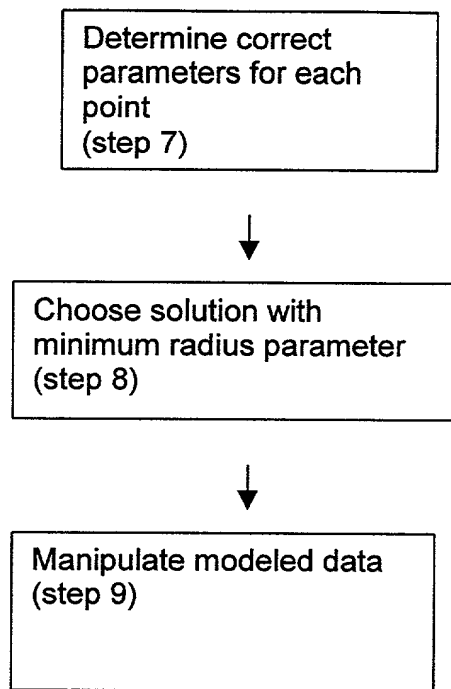 Determine correct
parameters for each
point
(step 7)
Choose solution with
minimum radius parameter
(step 8)
Manipulate modeled data
(step 9)